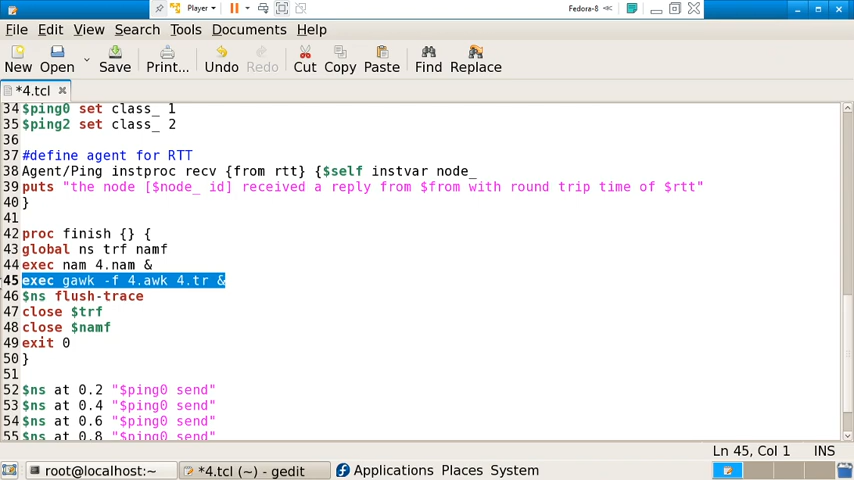 Player
Fedora-8
File Edit View Search Tools Documents Help
New Open Save Print... Undo Redo Cut Copy Paste Find Replace
*4.tcl
34 $ping0 set class_ 1
35 $ping2 set class_ 2
36
37 #define agent for RTT
38 Agent/Ping instproc recv {from rtt} {$self instvar node_
39 puts "the node [$node_ id] received a reply from $from with round trip time of $rtt"
40 }
41
42 proc finish {} {
43 global ns trf namf
44 exec nam 4.nam &
45 exec gawk -f 4.awk 4.tr &
46 $ns flush-trace
47 close $trf
48 close $namf
49 exit 0
50 }
51
52 $ns at 0.2 "$ping0 send"
53 $ns at 0.4 "$ping0 send"
54 $ns at 0.6 "$ping0 send"
55 $ns at 0.8 "$ping0 send"
Ln 45, Col 1 INS
root@localhost:~ *4.tcl (~) - gedit Applications Places System